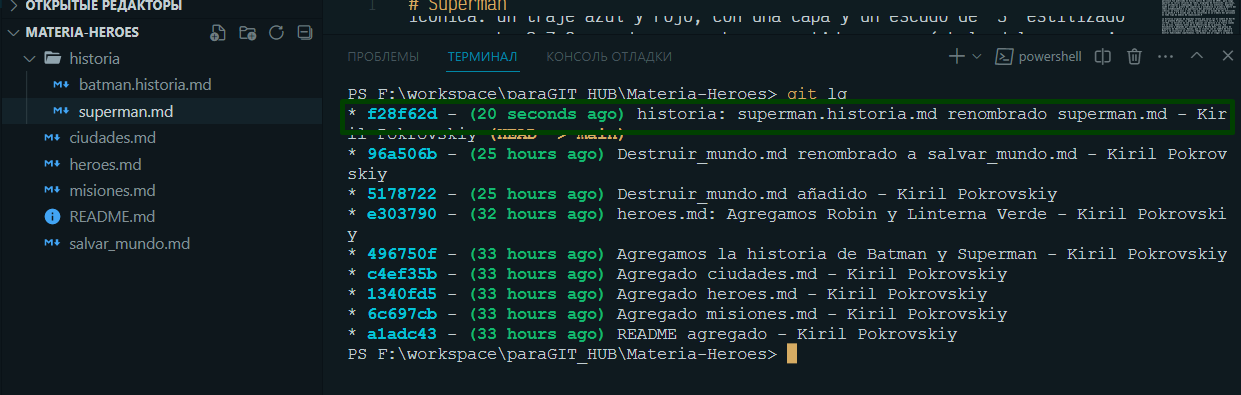 ОТКРЫТЫЕ РЕДАКТОРЫ
MATERIA-HEROES
historia
batman.historia.md
superman.md
ciudades.md
heroes.md
misiones.md
README.md
salvar_mundo.md
1 # Superman
icónica: un traje azul y rojo, con una capa y un escudo de "S" estilizado
ПРОБЛЕМЫ ТЕРМИНАЛ КОНСОЛЬ ОТЛАДКИ powershell
PS F:\workspace\paraGIT_HUB\Materia-Heroes> git lg
* f28f62d - (20 seconds ago) historia: superman.historia.md renombrado superman.md - Kir
il Pokrovskiy (HEAD -> main)
* 96a506b - (25 hours ago) Destruir_mundo.md renombrado a salvar_mundo.md - Kiril Pokrov
skiy
* 5178722 - (25 hours ago) Destruir_mundo.md añadido - Kiril Pokrovskiy
* e303790 - (32 hours ago) heroes.md: Agregamos Robin y Linterna Verde - Kiril Pokrovski
y
* 496750f - (33 hours ago) Agregamos la historia de Batman y Superman - Kiril Pokrovskiy
* c4ef35b - (33 hours ago) Agregado ciudades.md - Kiril Pokrovskiy
* 1340fd5 - (33 hours ago) Agregado heroes.md - Kiril Pokrovskiy
* 6c697cb - (33 hours ago) Agregado misiones.md - Kiril Pokrovskiy
* a1adc43 - (33 hours ago) README agregado - Kiril Pokrovskiy
PS F:\workspace\paraGIT_HUB\Materia-Heroes>